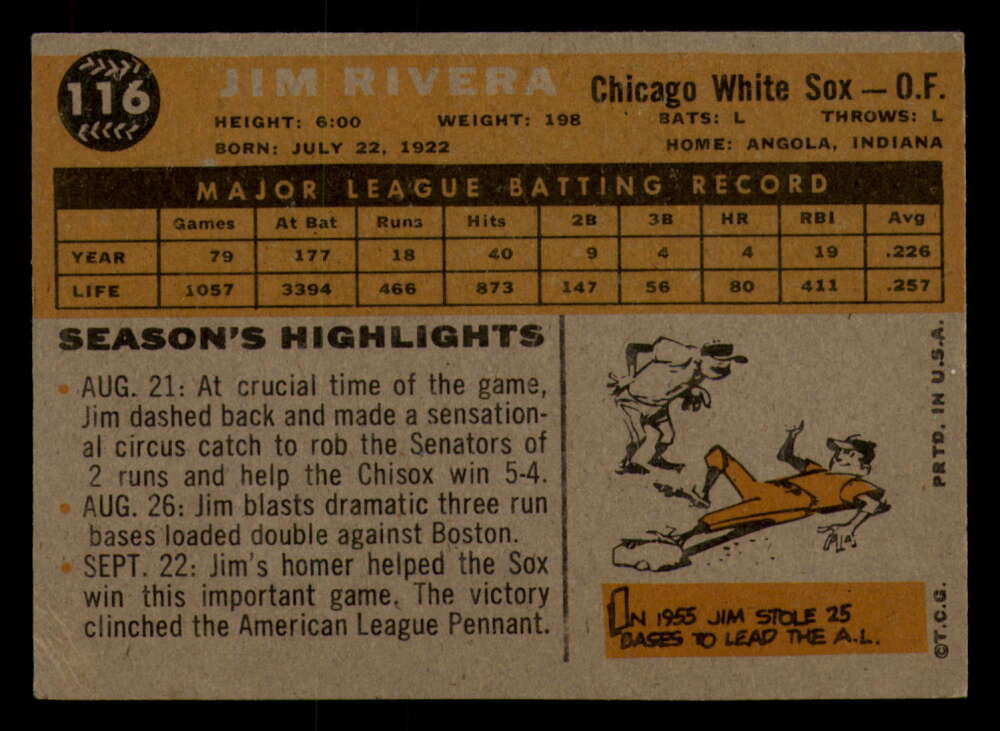 116
JIM RIVERA
Chicago White Sox — O.F.
HEIGHT: 6:00 WEIGHT: 198 BATS: L THROWS: L
BORN: JULY 22, 1922 HOME: ANGOLA, INDIANA
MAJOR LEAGUE BATTING RECORD
Games At Bat Runs Hits 2B 3B HR RBI Avg
YEAR 79 177 18 40 9 4 4 19 .226
LIFE 1057 3394 466 873 147 56 80 411 .257
SEASON'S HIGHLIGHTS
• AUG. 21: At crucial time of the game,
Jim dashed back and made a sensation-
al circus catch to rob the Senators of
2 runs and help the Chisox win 5-4.
• AUG. 26: Jim blasts dramatic three run
bases loaded double against Boston.
• SEPT. 22: Jim's homer helped the Sox
win this important game. The victory
clinched the American League Pennant.
IN 1955 JIM STOLE 25
BASES TO LEAD THE A.L.
©T.C.G. PRTD. IN U.S.A.